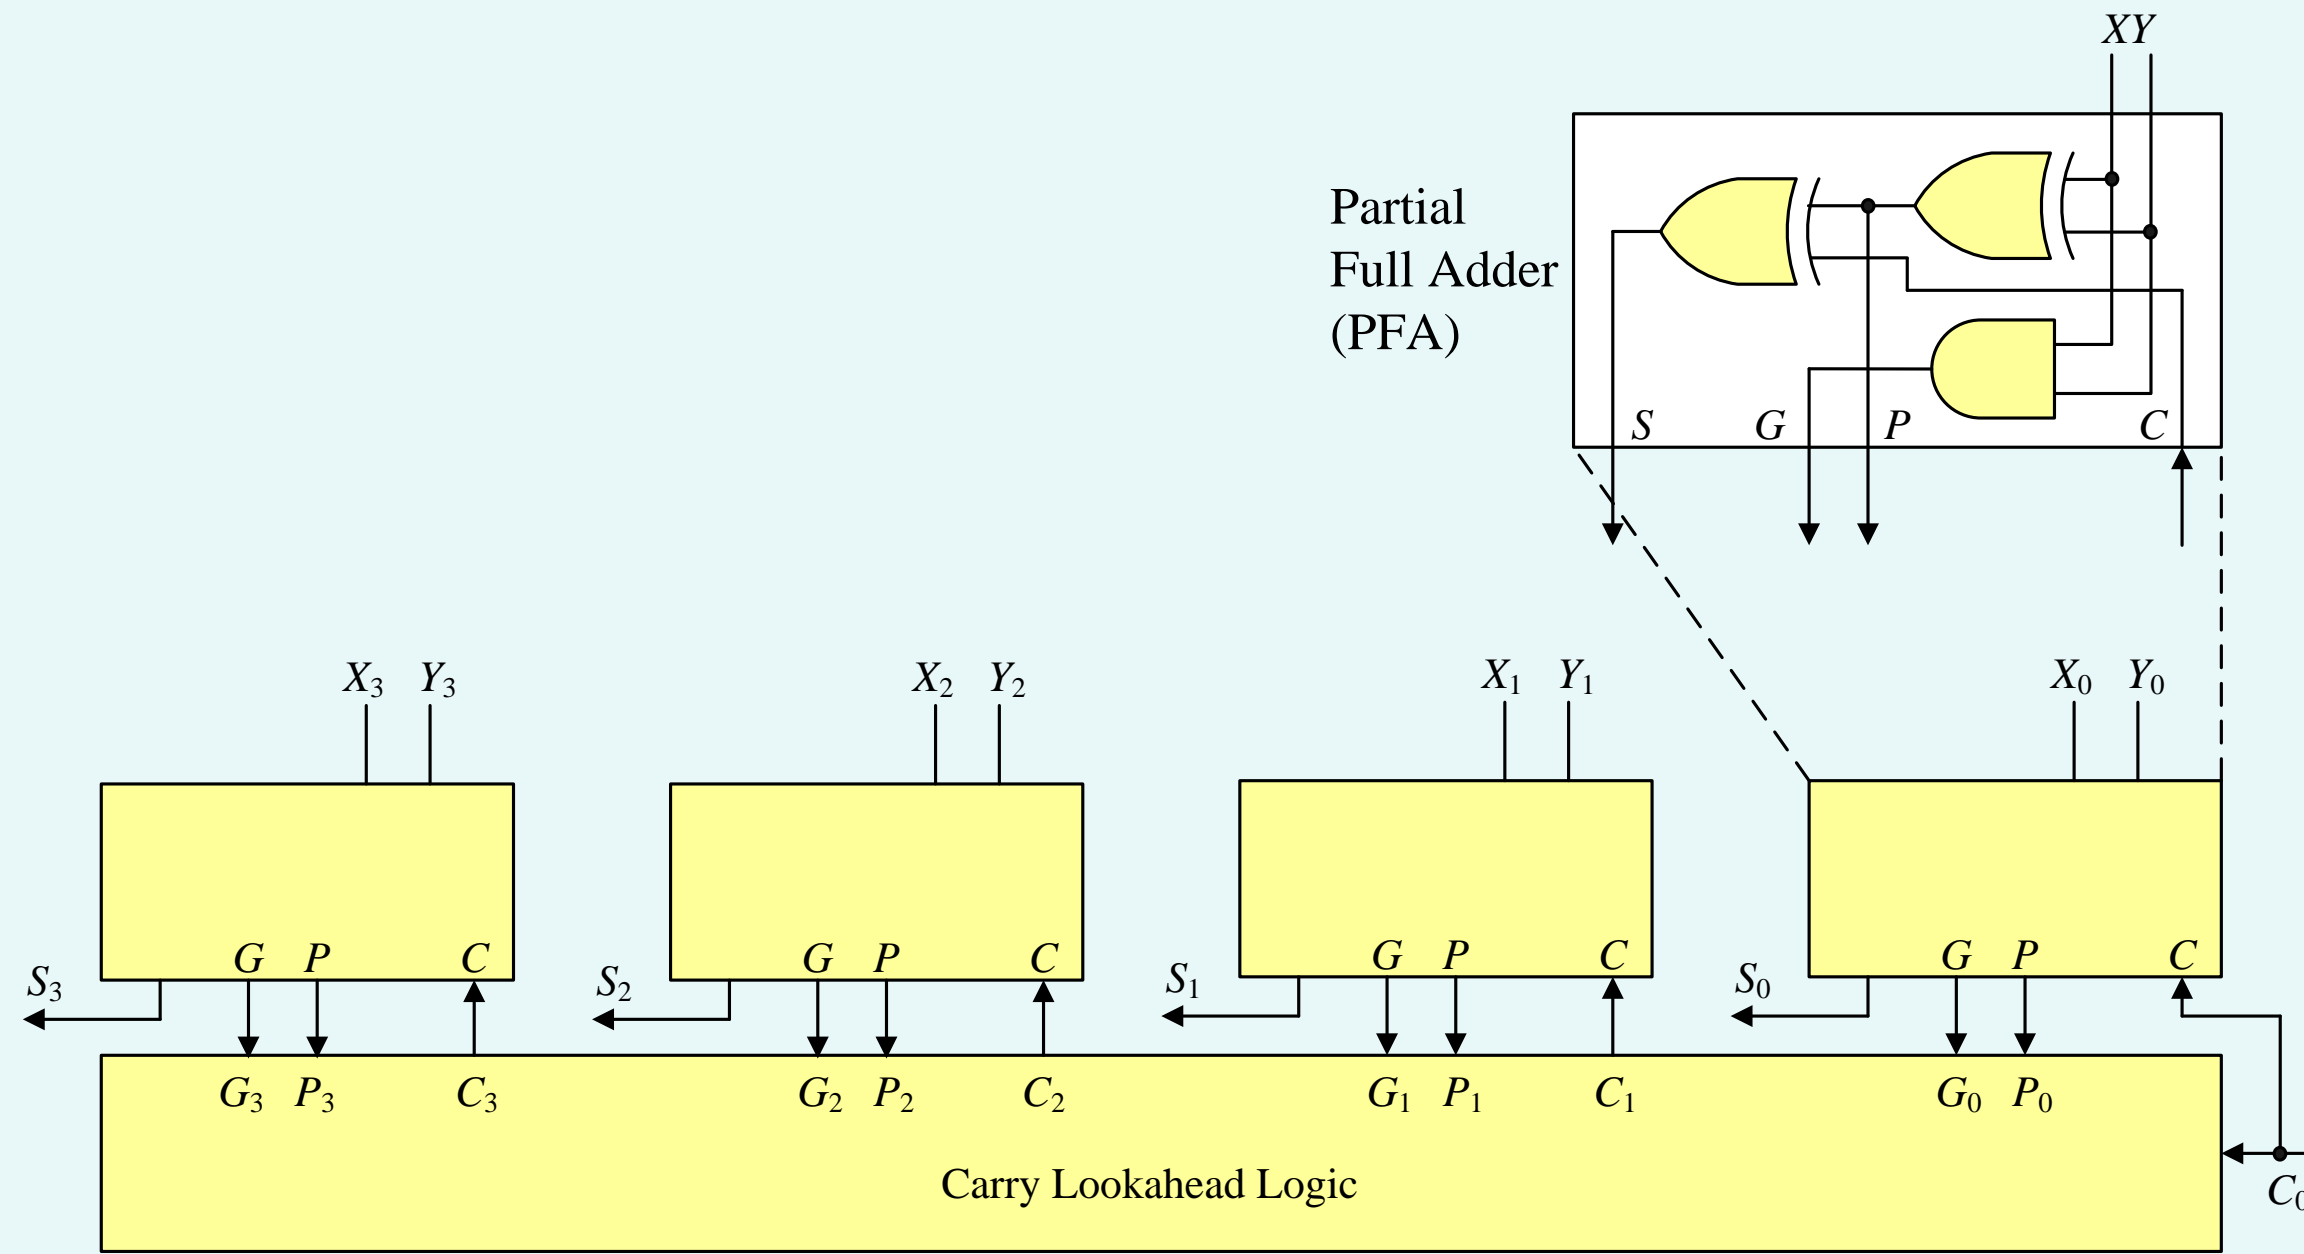 XY
Partial
Full Adder
(PFA)
S G P C
X3 Y3 X2 Y2 X1 Y1 X0 Y0
G P C G P C G P C G P C
S3 S2 S1 S0
G3 P3 C3 G2 P2 C2 G1 P1 C1 G0 P0
Carry Lookahead Logic
C0